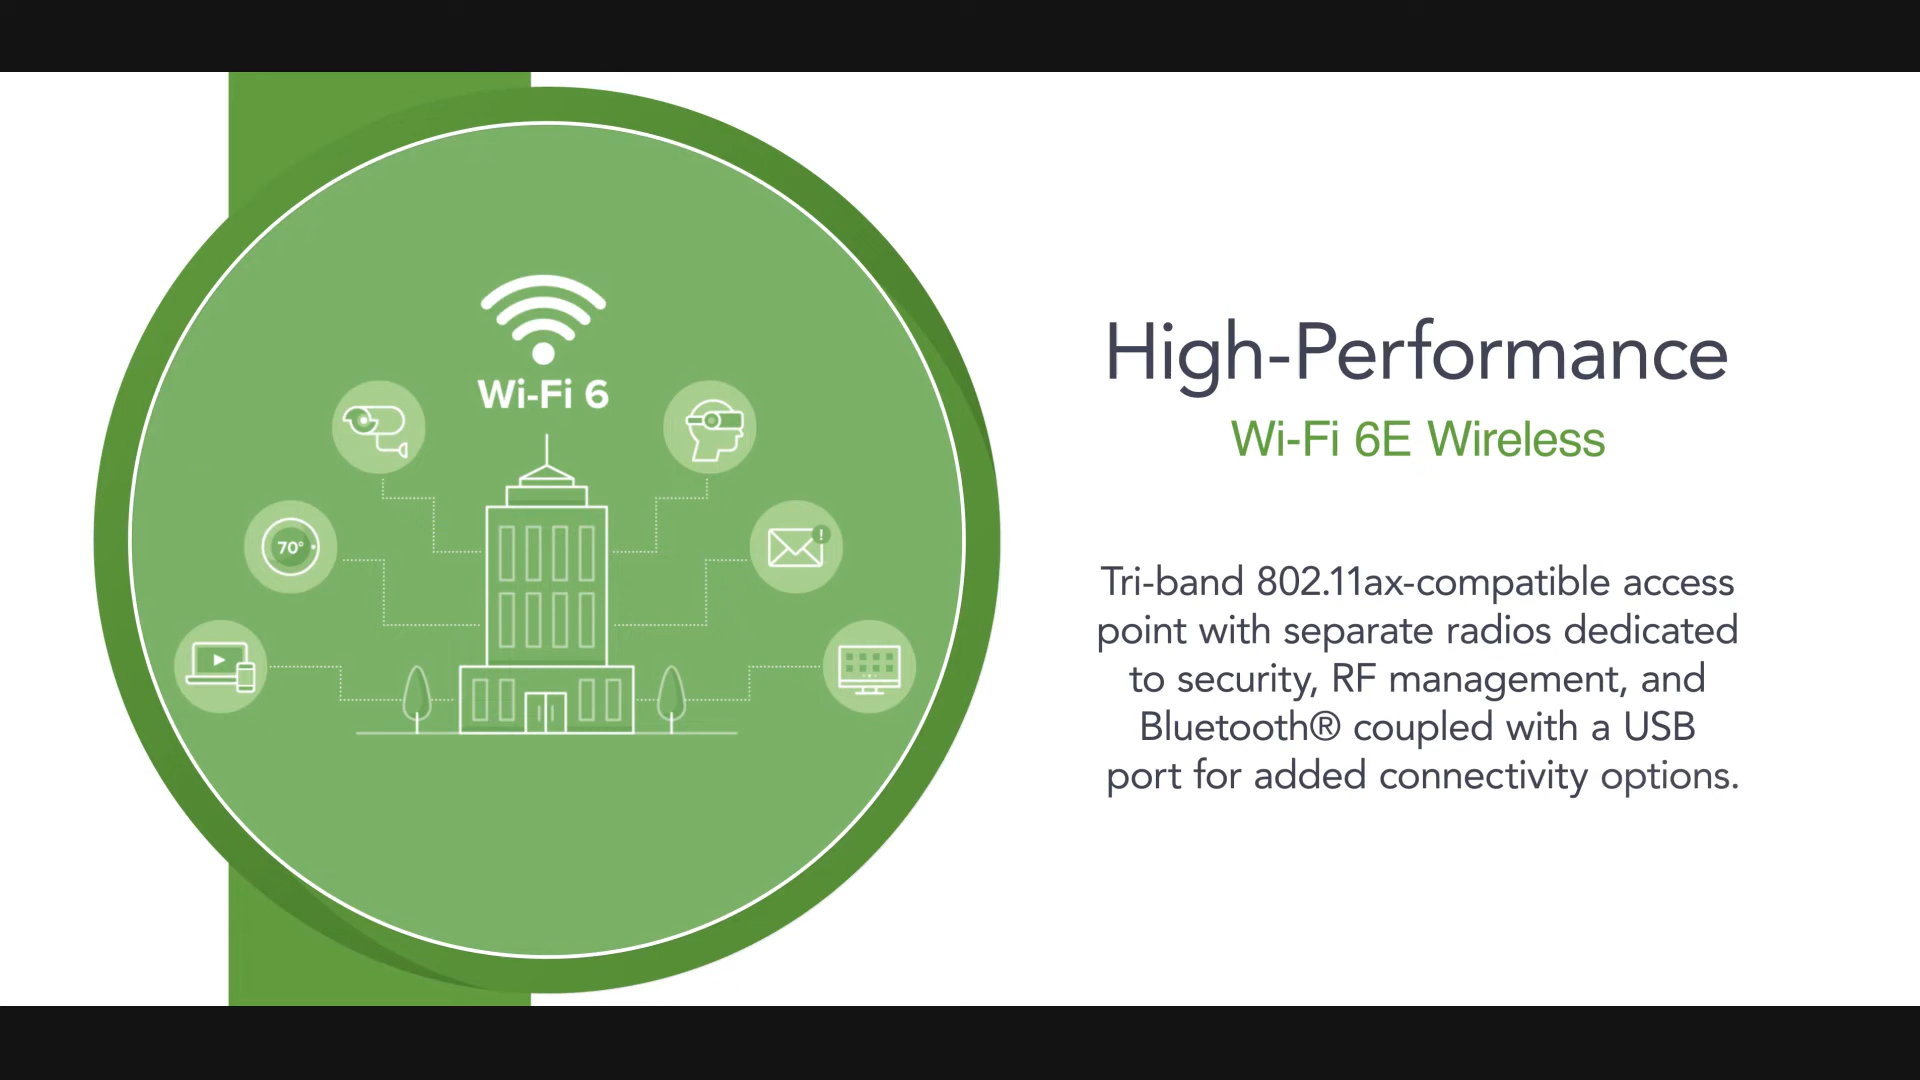 Wi-Fi 6
70°
!
High-Performance
Wi-Fi 6E Wireless
Tri-band 802.11ax-compatible access
point with separate radios dedicated
to security, RF management, and
Bluetooth® coupled with a USB
port for added connectivity options.